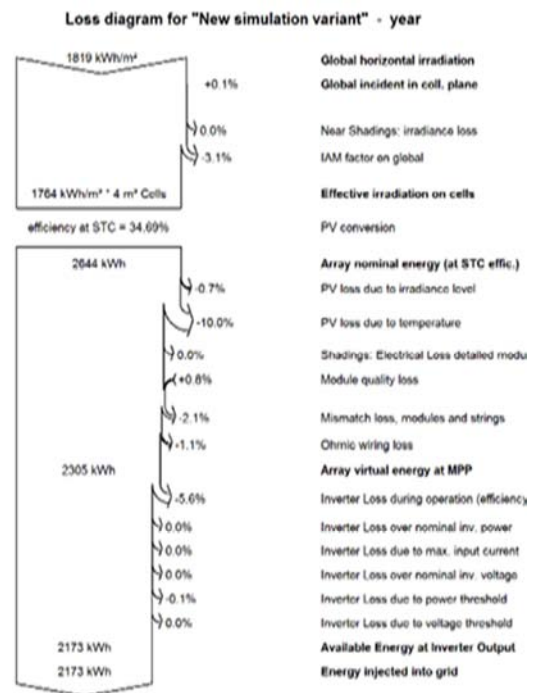 Loss diagram for "New simulation variant" - year
1819 kWh/m² Global horizontal irradiation
+0.1% Global incident in coll. plane
0.0% Near Shadings: irradiance loss
-3.1% IAM factor on global
1764 kWh/m² * 4 m² Cells Effective irradiation on cells
efficiency at STC = 34.69% PV conversion
2644 kWh Array nominal energy (at STC effic.)
-0.7% PV loss due to irradiance level
-10.0% PV loss due to temperature
0.0% Shadings: Electrical Loss detailed modu
+0.8% Module quality loss
-2.1% Mismatch loss, modules and strings
-1.1% Ohmic wiring loss
2305 kWh Array virtual energy at MPP
-5.6% Inverter Loss during operation (efficiency
0.0% Inverter Loss over nominal inv. power
0.0% Inverter Loss due to max. input current
0.0% Inverter Loss over nominal inv. voltage
-0.1% Inverter Loss due to power threshold
0.0% Inverter Loss due to voltage threshold
2173 kWh Available Energy at Inverter Output
2173 kWh Energy injected into grid